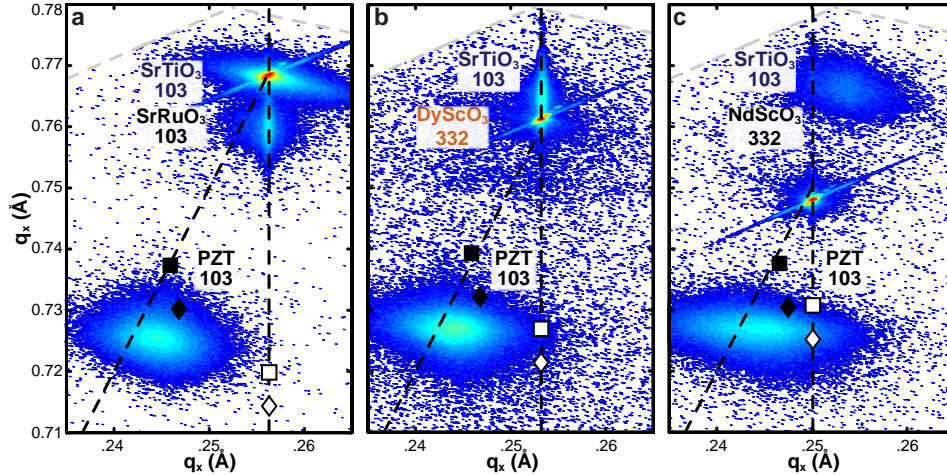 a
b
c
0.78
0.77
0.76
0.75
0.74
0.73
0.72
0.71
qₓ (Å)
SrTiO₃
103
SrRuO₃
103
PZT
103
SrTiO₃
103
DyScO₃
332
PZT
103
SrTiO₃
103
NdScO₃
332
PZT
103
.24 .25 .26
.24 .25 .26
.24 .25 .26
qₓ (Å)
qₓ (Å)
qₓ (Å)